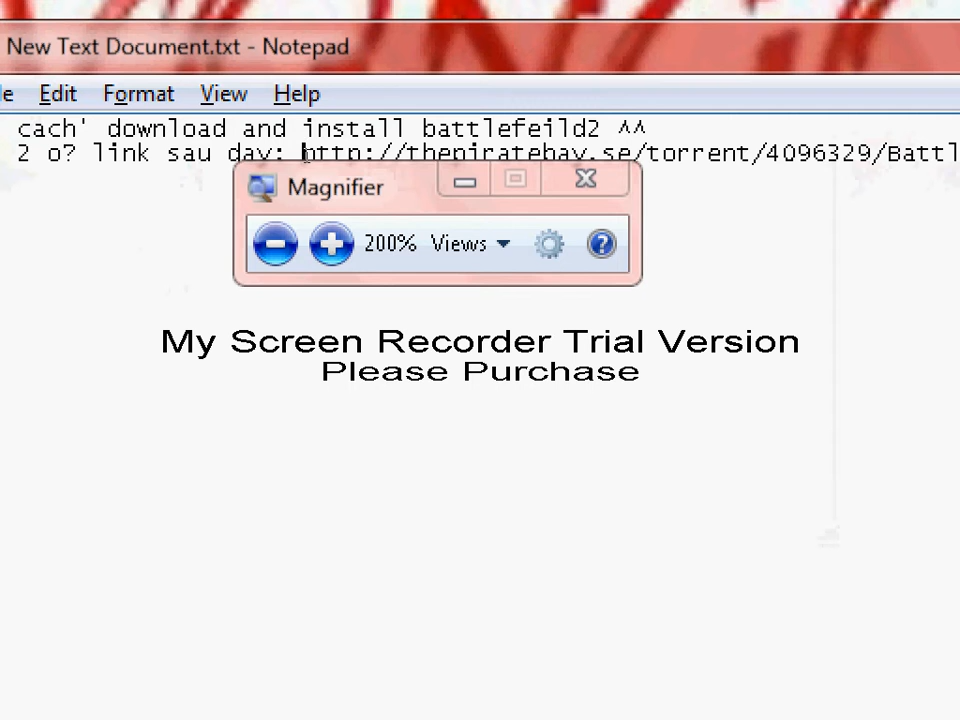 New Text Document.txt - Notepad
le Edit Format View Help
cach' download and install battlefeild2 ^^
2 o? link sau day: http://thepiratebay.se/torrent/4096329/Battl
Magnifier
200% Views
My Screen Recorder Trial Version
Please Purchase